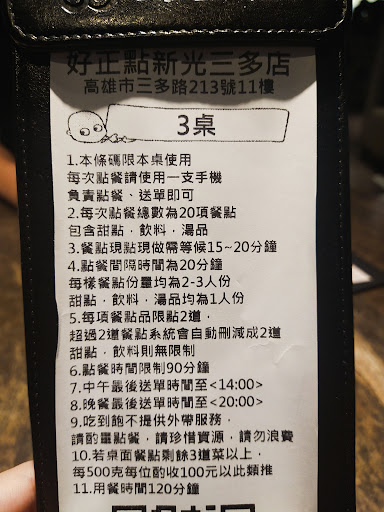 好正點新光三多店
高雄市三多路213號11樓
3桌
1.本條碼限本桌使用
每次點餐請使用一支手機
負責點餐、送單即可
2.每次點餐總數為20項餐點
包含甜點,飲料,湯品
3.餐點現點現做需等候15~20分鐘
4.點餐間隔時間為20分鐘
每樣餐點份量均為2-3人份
甜點,飲料,湯品均為1人份
5.每項餐點品限點2道,
超過2道餐點系統會自動刪減成2道
甜點,飲料則無限制
6.點餐時間限制90分鐘
7.中午最後送單時間至<14:00>
8.晚餐最後送單時間至<20:00>
9.吃到飽不提供外帶服務,
請酌量點餐,請珍惜資源,請勿浪費
10.若桌面餐點剩餘3道菜以上,
每500克每位酌收100元以此類推
11.用餐時間120分鐘